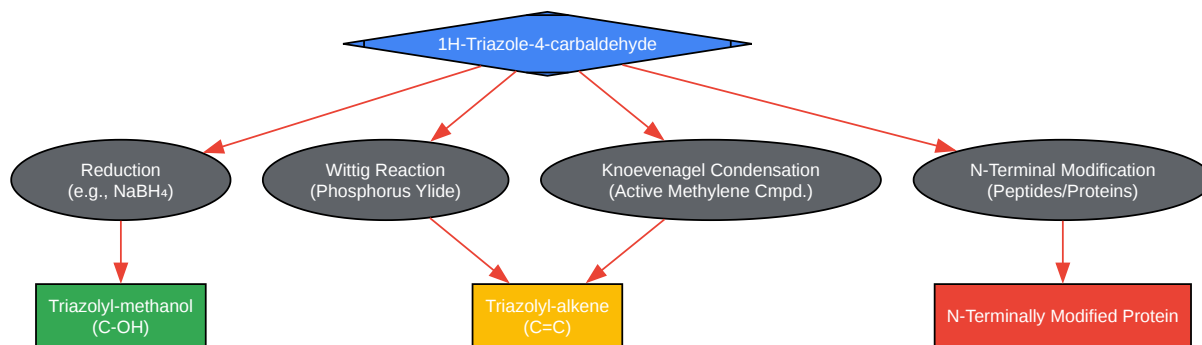 1H-Triazole-4-carbaldehyde
Reduction
(e.g., NaBH₄)
Wittig Reaction
(Phosphorus Ylide)
Knoevenagel Condensation
(Active Methylene Cmpd.)
N-Terminal Modification
(Peptides/Proteins)
Triazolyl-methanol
(C-OH)
Triazolyl-alkene
(C=C)
N-Terminally Modified Protein